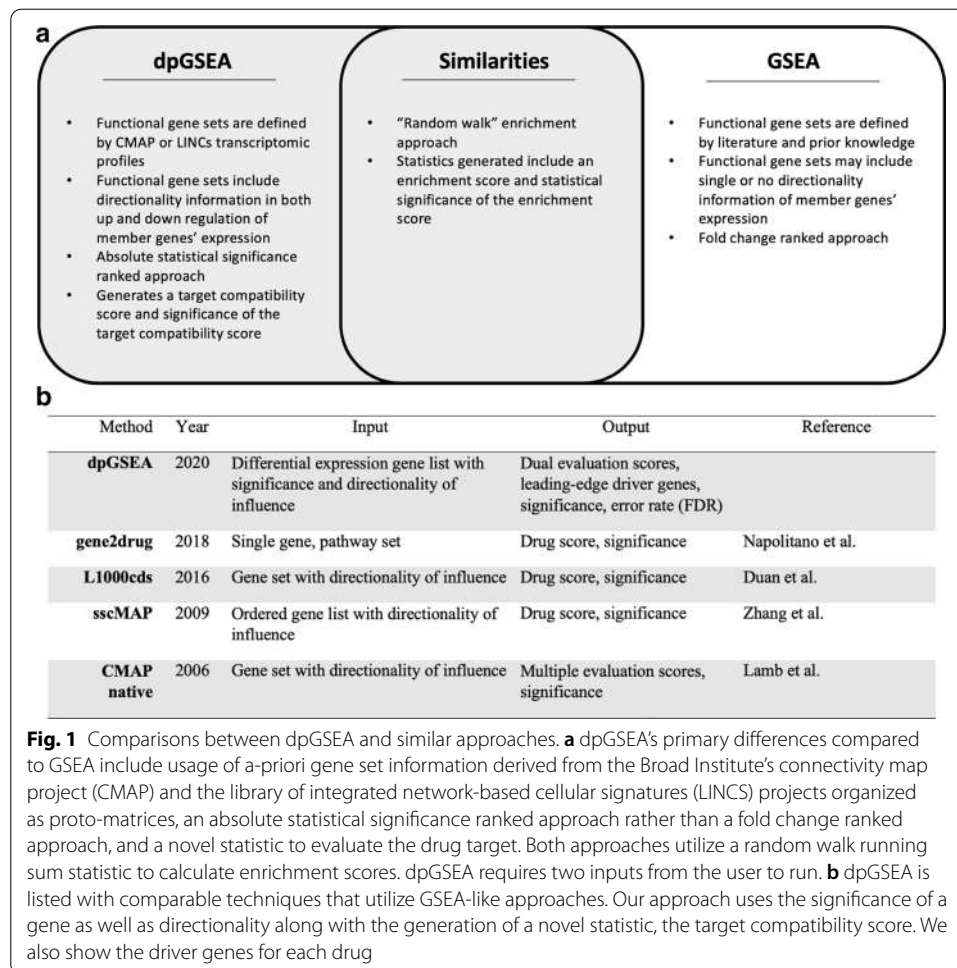 a
dpGSEA
• Functional gene sets are defined
by CMAP or LINCs transcriptomic
profiles
• Functional gene sets include
directionality information in both
up and down regulation of
member genes' expression
• Absolute statistical significance
ranked approach
• Generates a target compatibility
score and significance of the
target compatibility score
Similarities
• “Random walk” enrichment
approach
• Statistics generated include an
enrichment score and statistical
significance of the enrichment
score
GSEA
• Functional gene sets are defined
by literature and prior knowledge
• Functional gene sets may include
single or no directionality
information of member genes'
expression
• Fold change ranked approach
b
Method Year Input Output Reference
dpGSEA 2020 Differential expression gene list with Dual evaluation scores,
significance and directionality of leading-edge driver genes,
influence significance, error rate (FDR)
gene2drug 2018 Single gene, pathway set Drug score, significance Napolitano et al.
L1000cds 2016 Gene set with directionality of influence Drug score, significance Duan et al.
sscMAP 2009 Ordered gene list with directionality of Drug score, significance Zhang et al.
influence
CMAP 2006 Gene set with directionality of influence Multiple evaluation scores, Lamb et al.
native significance
Fig. 1 Comparisons between dpGSEA and similar approaches. a dpGSEA's primary differences compared
to GSEA include usage of a-priori gene set information derived from the Broad Institute's connectivity map
project (CMAP) and the library of integrated network-based cellular signatures (LINCS) projects organized
as proto-matrices, an absolute statistical significance ranked approach rather than a fold change ranked
approach, and a novel statistic to evaluate the drug target. Both approaches utilize a random walk running
sum statistic to calculate enrichment scores. dpGSEA requires two inputs from the user to run. b dpGSEA is
listed with comparable techniques that utilize GSEA-like approaches. Our approach uses the significance of a
gene as well as directionality along with the generation of a novel statistic, the target compatibility score. We
also show the driver genes for each drug